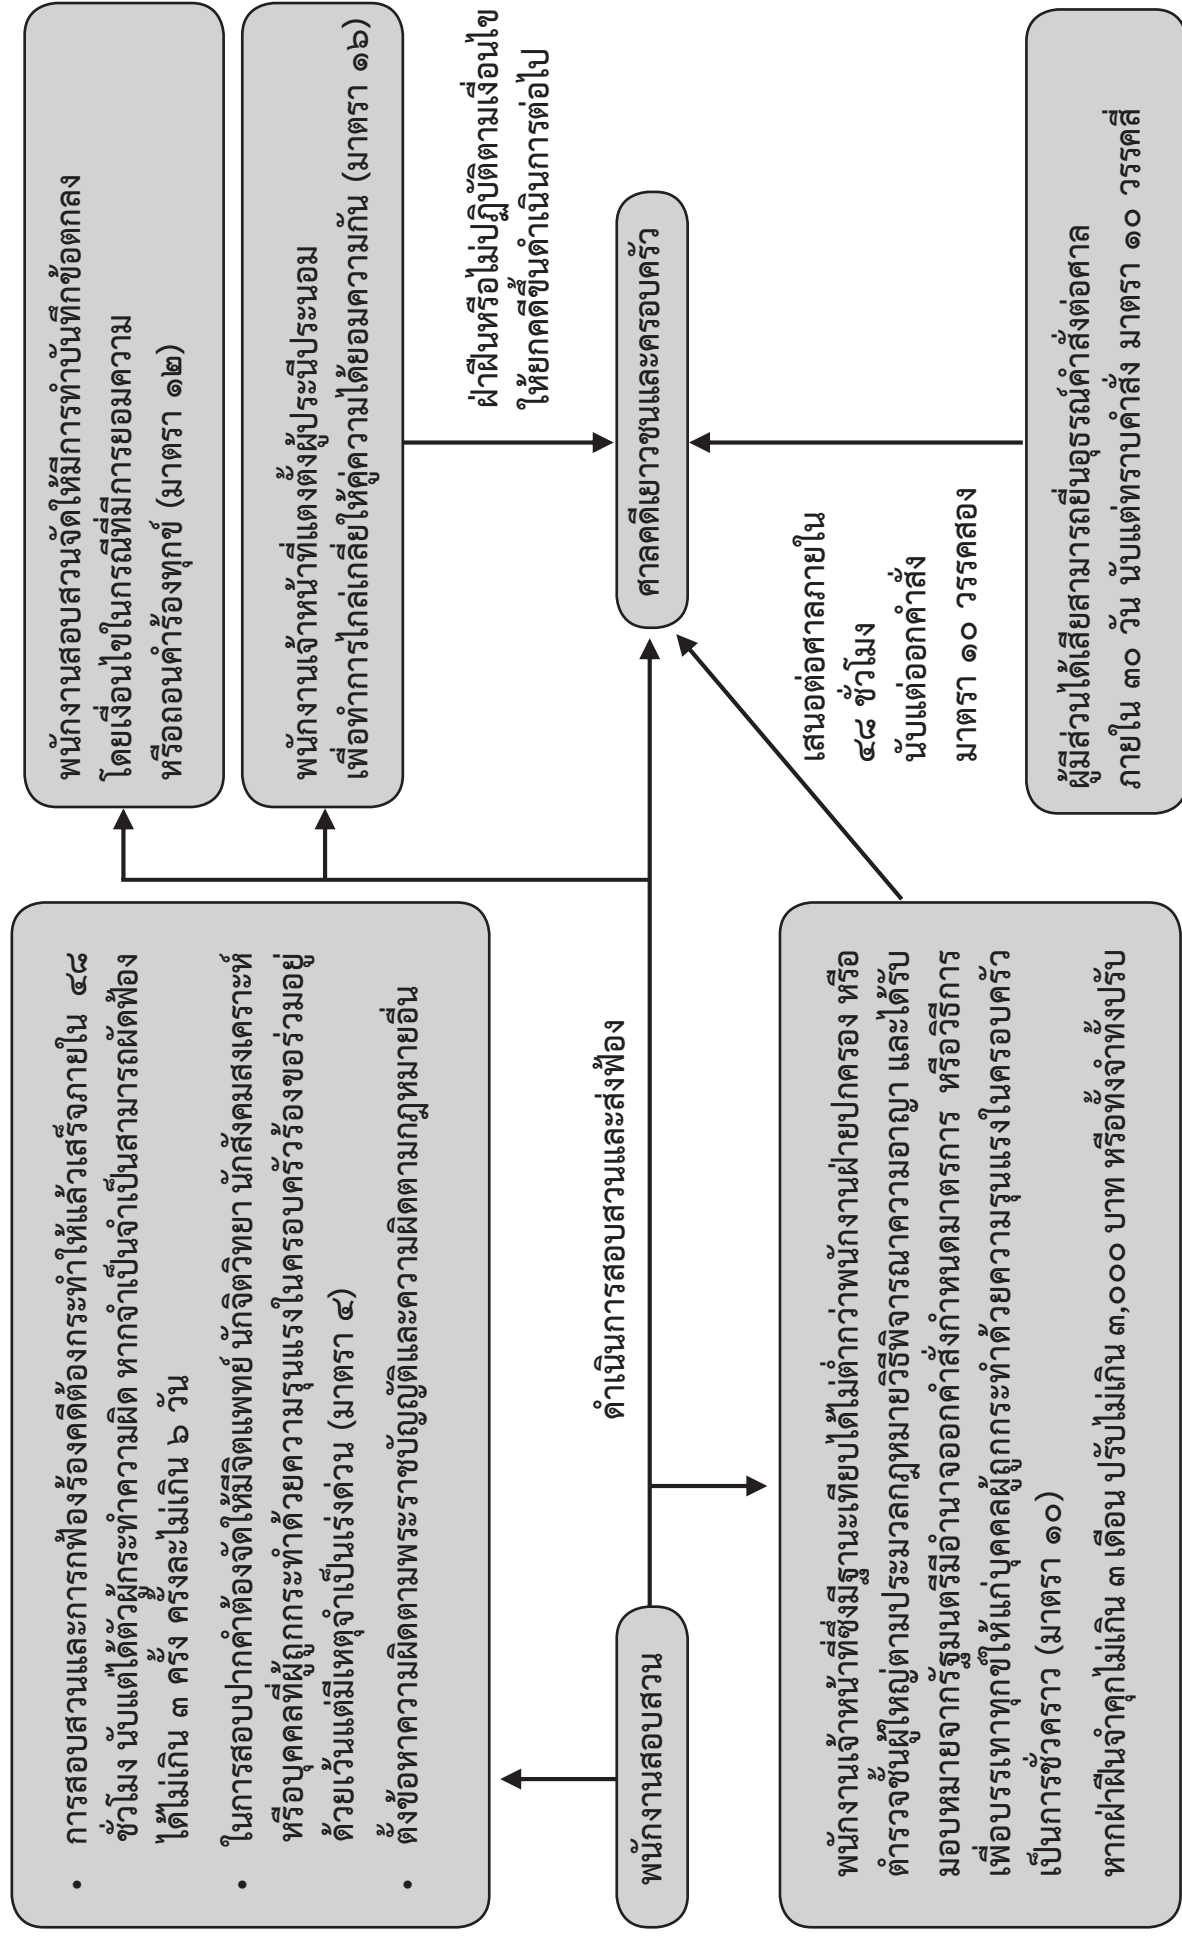 • การสอบสวนและการฟ้องร้องคดีต้องกระทำให้แล้วเสร็จภายใน ๔๘
ชั่วโมง นับแต่ได้ตัวผู้กระทำความผิด หากจำเป็นจำเป็นสามารถผัดฟ้อง
ได้ไม่เกิน ๓ ครั้ง ครั้งละไม่เกิน ๖ วัน
• ในการสอบปากคำต้องจัดให้มีจิตแพทย์ นักจิตวิทยา นักสังคมสงเคราะห์
หรือบุคคลที่ผู้ถูกกระทำด้วยความรุนแรงในครอบครัวร้องขอร่วมอยู่
ด้วยเว้นแต่มีเหตุจำเป็นเร่งด่วน (มาตรา ๔)
• ตั้งข้อหาความผิดตามพระราชบัญญัติและความผิดตามกฎหมายอื่น
พนักงานสอบสวนจัดให้มีการทำบันทึกข้อตกลง
โดยเงื่อนไขในกรณีที่มีการยอมความ
หรือถอนคำร้องทุกข์ (มาตรา ๑๒)
พนักงานเจ้าหน้าที่แต่งตั้งผู้ประนีประนอม
เพื่อทำการไกล่เกลี่ยให้คู่ความได้ยอมความกัน (มาตรา ๑๖)
ฝ่าฝืนหรือไม่ปฏิบัติตามเงื่อนไข
ให้ยกคดีขึ้นดำเนินการต่อไป
พนักงานสอบสวน
ดำเนินการสอบสวนและส่งฟ้อง
ศาลคดีเยาวชนและครอบครัว
พนักงานเจ้าหน้าที่ซึ่งมีฐานะเทียบได้ไม่ต่ำกว่าพนักงานฝ่ายปกครอง หรือ
ตำรวจชั้นผู้ใหญ่ตามประมวลกฎหมายวิธีพิจารณาความอาญา และได้รับ
มอบหมายจากรัฐมนตรีมีอำนาจออกคำสั่งกำหนดมาตรการ หรือวิธีการ
เพื่อบรรเทาทุกข์ให้แก่บุคคลผู้ถูกกระทำด้วยความรุนแรงในครอบครัว
เป็นการชั่วคราว (มาตรา ๑๐)
หากฝ่าฝืนจำคุกไม่เกิน ๓ เดือน ปรับไม่เกิน ๓,๐๐๐ บาท หรือทั้งจำทั้งปรับ
เสนอต่อศาลภายใน
๔๘ ชั่วโมง
นับแต่ออกคำสั่ง
มาตรา ๑๐ วรรคสอง
ผู้มีส่วนได้เสียสามารถยื่นอุธรณ์คำสั่งต่อศาล
ภายใน ๓๐ วัน นับแต่ทราบคำสั่ง มาตรา ๑๐ วรรคสี่